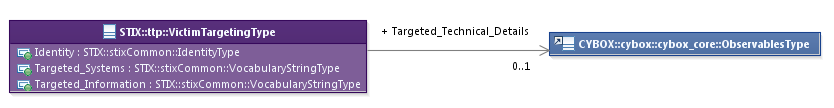 STIX::ttp::VictimTargetingType
Identity : STIX::stixCommon::IdentityType
Targeted_Systems : STIX::stixCommon::VocabularyStringType
Targeted_Information : STIX::stixCommon::VocabularyStringType
+ Targeted_Technical_Details
0..1
CYBOX::cybox::cybox_core::ObservablesType